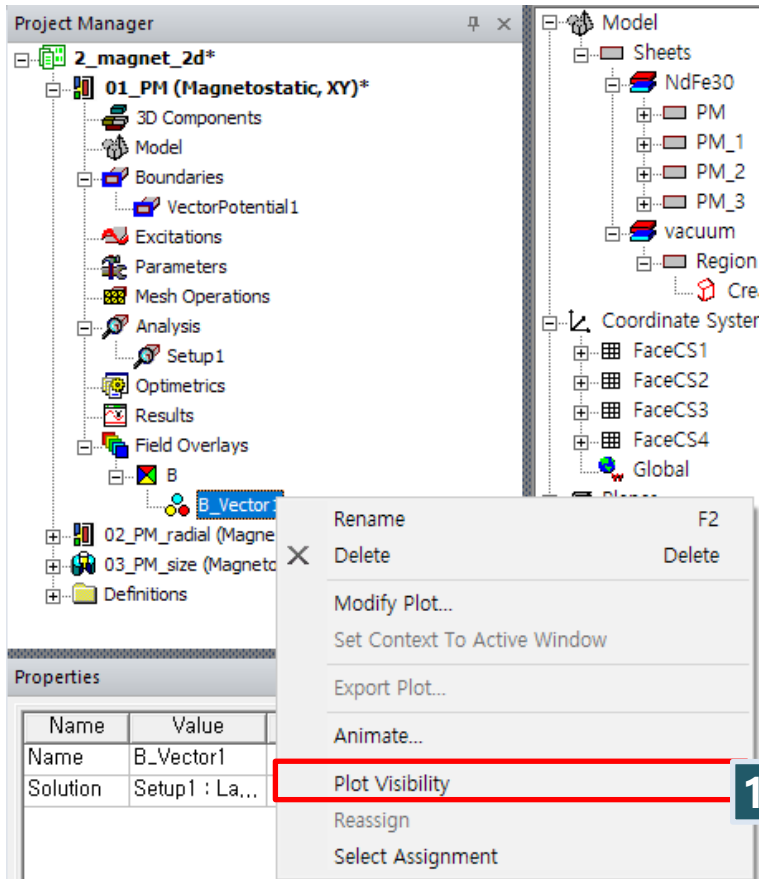 Project Manager
2_magnet_2d*
01_PM (Magnetostatic, XY)*
3D Components
Model
Boundaries
VectorPotential1
Excitations
Parameters
Mesh Operations
Analysis
Setup1
Optimetrics
Results
Field Overlays
B
B_Vector1
02_PM_radial (Magne
03_PM_size (Magneto
Definitions
Model
Sheets
NdFe30
PM
PM_1
PM_2
PM_3
vacuum
Region
Cre
Coordinate System
FaceCS1
FaceCS2
FaceCS3
FaceCS4
Global
Planes
Rename F2
Delete Delete
Modify Plot...
Set Context To Active Window
Export Plot...
Animate...
Plot Visibility
1
Reassign
Select Assignment
Properties
Name Value
Name B_Vector1
Solution Setup1 : La...